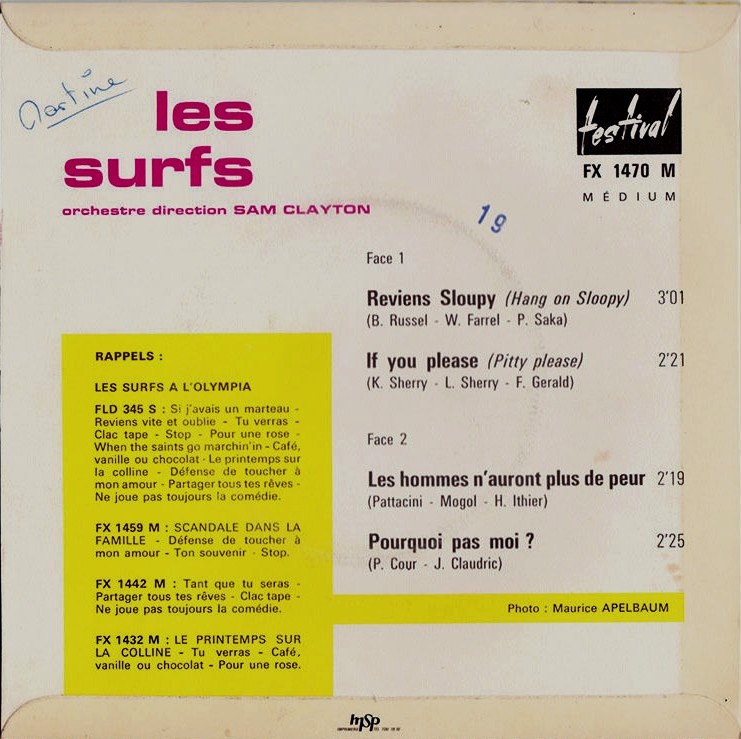 Martine
les
surfs
orchestre direction SAM CLAYTON
festival
FX 1470 M
MÉDIUM
19
Face 1
Reviens Sloupy (Hang on Sloopy) 3'01
(B. Russel - W. Farrel - P. Saka)
If you please (Pitty please) 2'21
(K. Sherry - L. Sherry - F. Gerald)
Face 2
Les hommes n'auront plus de peur 2'19
(Pattacini - Mogol - H. Ithier)
Pourquoi pas moi ? 2'25
(P. Cour - J. Claudric)
Photo : Maurice APELBAUM
RAPPELS :
LES SURFS A L'OLYMPIA
FLD 345 S : Si j'avais un marteau -
Reviens vite et oublie - Tu verras -
Clac tape - Stop - Pour une rose -
When the saints go marchin'in - Café,
vanille ou chocolat - Le printemps sur
la colline - Défense de toucher à
mon amour - Partager tous tes rêves -
Ne joue pas toujours la comédie.
FX 1459 M : SCANDALE DANS LA
FAMILLE - Défense de toucher à
mon amour - Ton souvenir - Stop.
FX 1442 M : Tant que tu seras -
Partager tous tes rêves - Clac tape -
Ne joue pas toujours la comédie.
FX 1432 M : LE PRINTEMPS SUR
LA COLLINE - Tu verras - Café,
vanille ou chocolat - Pour une rose.
msp